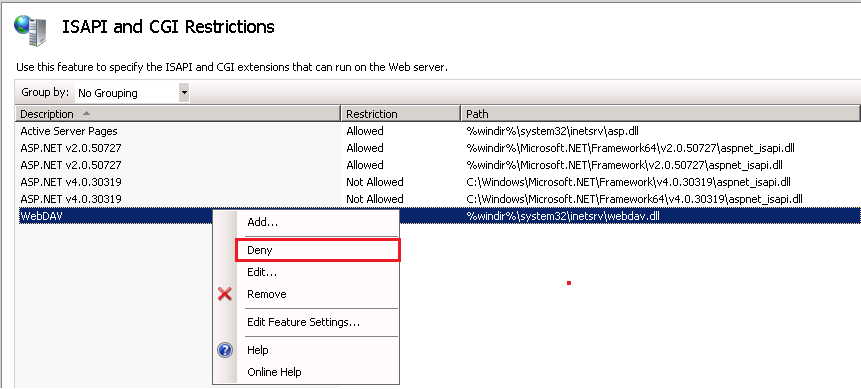 ISAPI and CGI Restrictions
Use this feature to specify the ISAPI and CGI extensions that can run on the Web server.
Group by: No Grouping
Description Restriction Path
Active Server Pages Allowed %windir%\system32\inetsrv\asp.dll
ASP.NET v2.0.50727 Allowed %windir%\Microsoft.NET\Framework64\v2.0.50727\aspnet_isapi.dll
ASP.NET v2.0.50727 Allowed %windir%\Microsoft.NET\Framework\v2.0.50727\aspnet_isapi.dll
ASP.NET v4.0.30319 Not Allowed C:\Windows\Microsoft.NET\Framework\v4.0.30319\aspnet_isapi.dll
ASP.NET v4.0.30319 Not Allowed C:\Windows\Microsoft.NET\Framework64\v4.0.30319\aspnet_isapi.dll
WebDAV %windir%\system32\inetsrv\webdav.dll
Add...
Deny
Edit...
Remove
Edit Feature Settings...
Help
Online Help